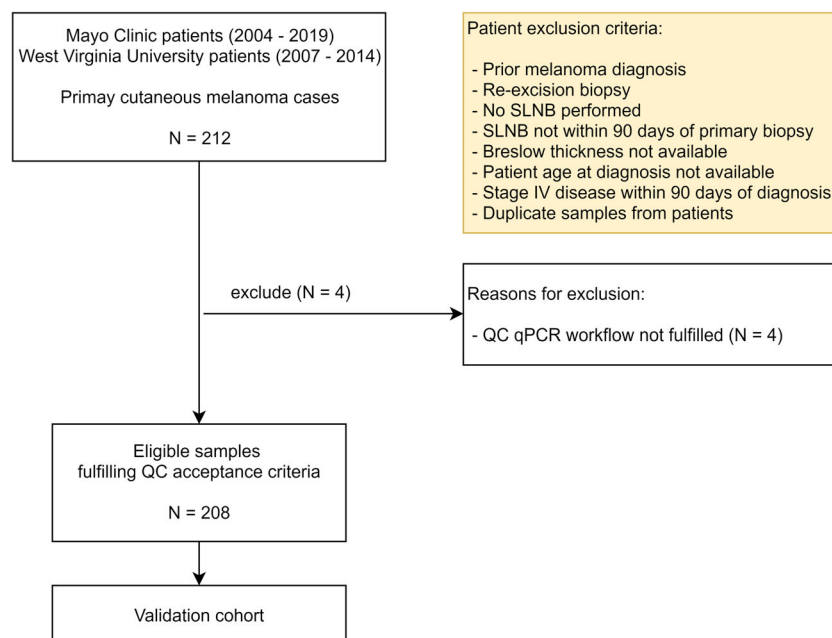 Mayo Clinic patients (2004 - 2019)
West Virginia University patients (2007 - 2014)
Primay cutaneous melanoma cases
N = 212
Patient exclusion criteria:
- Prior melanoma diagnosis
- Re-excision biopsy
- No SLNB performed
- SLNB not within 90 days of primary biopsy
- Breslow thickness not available
- Patient age at diagnosis not available
- Stage IV disease within 90 days of diagnosis
- Duplicate samples from patients
exclude (N = 4)
Reasons for exclusion:
- QC qPCR workflow not fulfilled (N = 4)
Eligible samples
fulfilling QC acceptance criteria
N = 208
Validation cohort